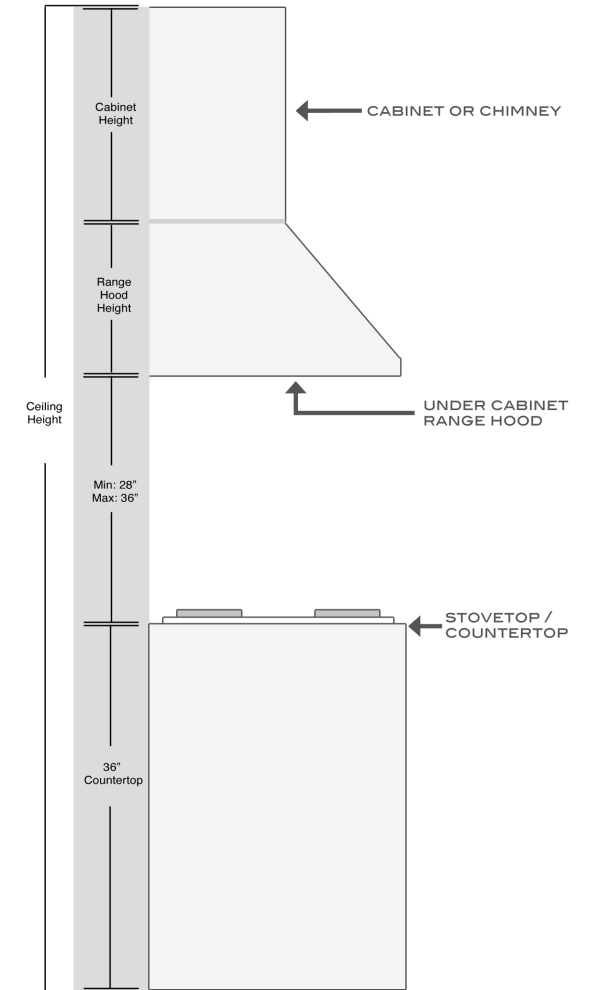 Cabinet
Height
CABINET OR CHIMNEY
Range
Hood
Height
Ceiling
Height
UNDER CABINET
RANGE HOOD
Min: 28”
Max: 36”
STOVETOP /
COUNTERTOP
36”
Countertop